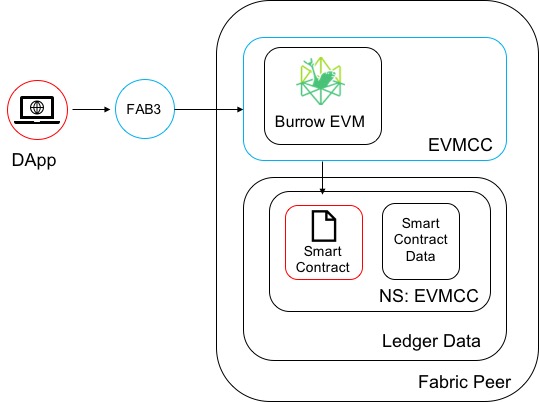 DApp
FAB3
Burrow EVM
EVMCC
Smart
Contract
Smart
Contract
Data
NS: EVMCC
Ledger Data
Fabric Peer